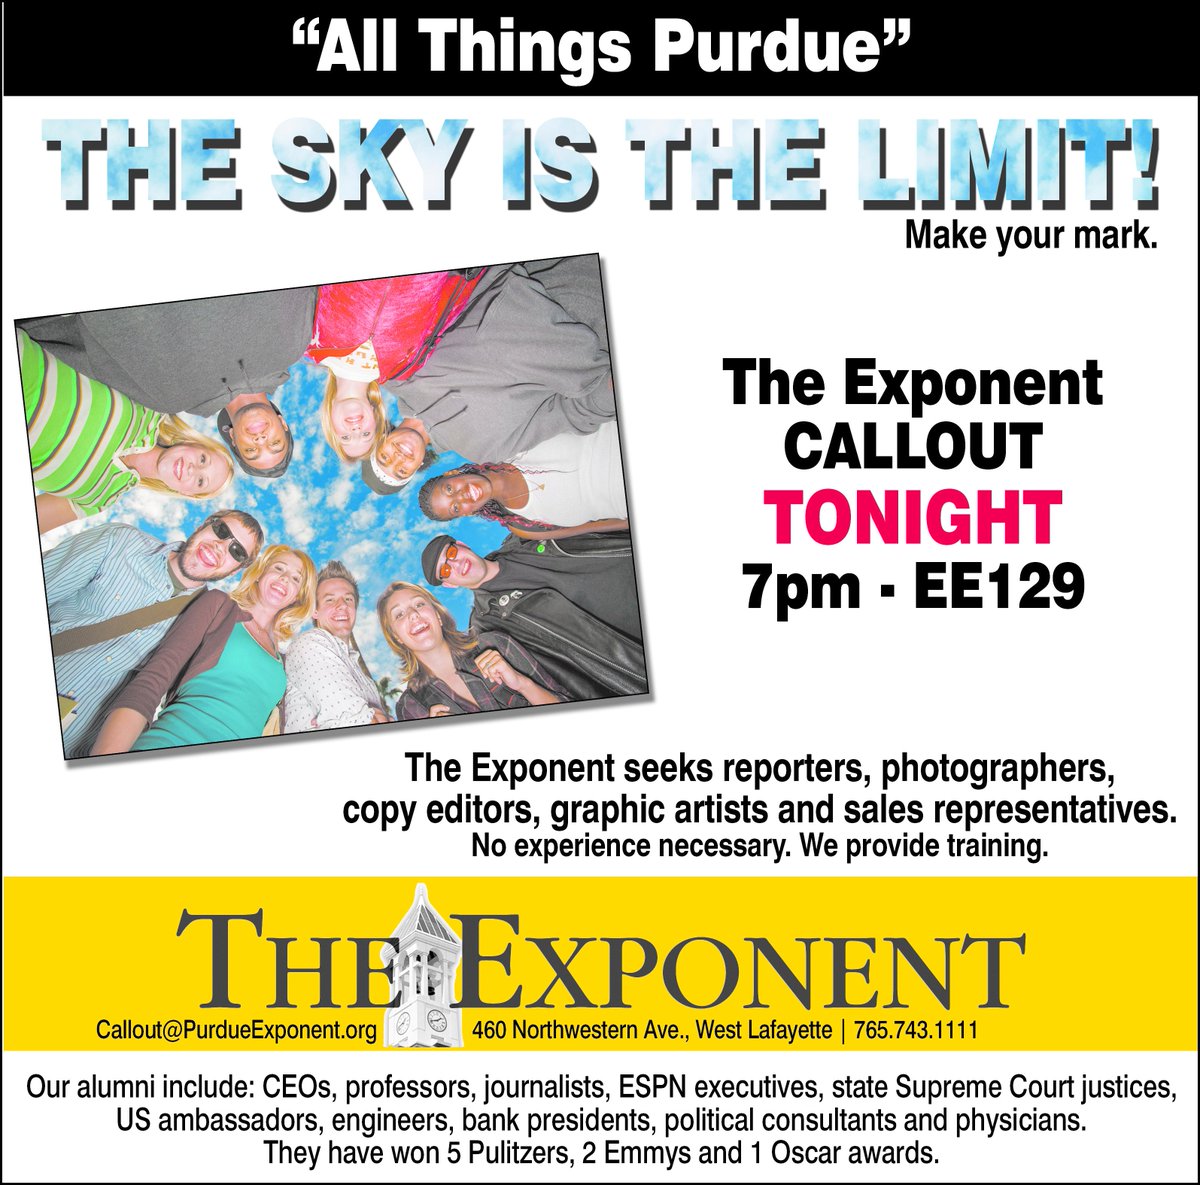 “All Things Purdue”
THE SKY IS THE LIMIT!
Make your mark.
The Exponent
CALLOUT
TONIGHT
7pm - EE129
The Exponent seeks reporters, photographers,
copy editors, graphic artists and sales representatives.
No experience necessary. We provide training.
THE EXPONENT
Callout@PurdueExponent.org 460 Northwestern Ave., West Lafayette | 765.743.1111
Our alumni include: CEOs, professors, journalists, ESPN executives, state Supreme Court justices,
US ambassadors, engineers, bank presidents, political consultants and physicians.
They have won 5 Pulitzers, 2 Emmys and 1 Oscar awards.